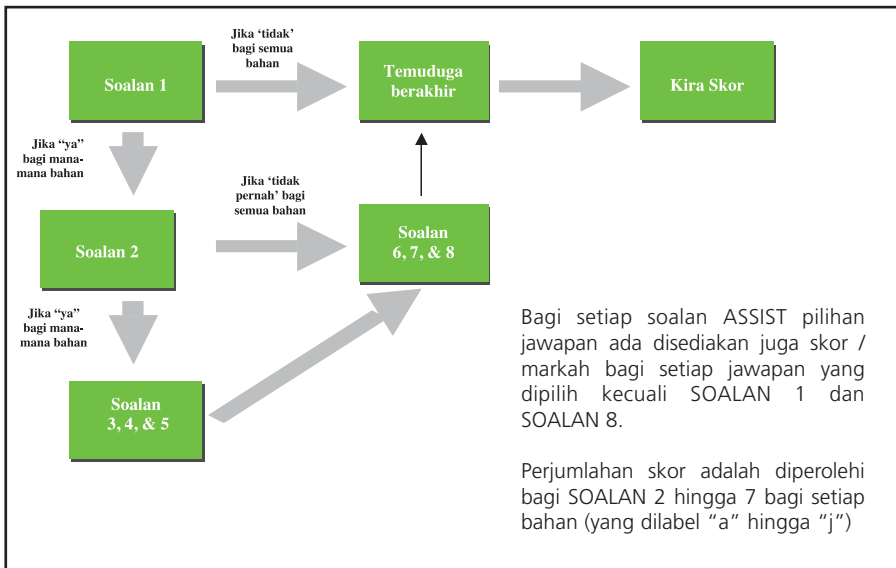 Jika ‘tidak’
bagi semua
bahan
Soalan 1
Temuduga
berakhir
Kira Skor
Jika “ya”
bagi mana-
mana bahan
Jika ‘tidak
pernah’ bagi
semua bahan
Soalan 2
Soalan
6, 7, & 8
Jika “ya”
bagi mana-
mana bahan
Soalan
3, 4, & 5
Bagi setiap soalan ASSIST pilihan
jawapan ada disediakan juga skor /
markah bagi setiap jawapan yang
dipilih kecuali SOALAN 1 dan
SOALAN 8.
Perjumlahan skor adalah diperolehi
bagi SOALAN 2 hingga 7 bagi setiap
bahan (yang dilabel “a” hingga “j”)